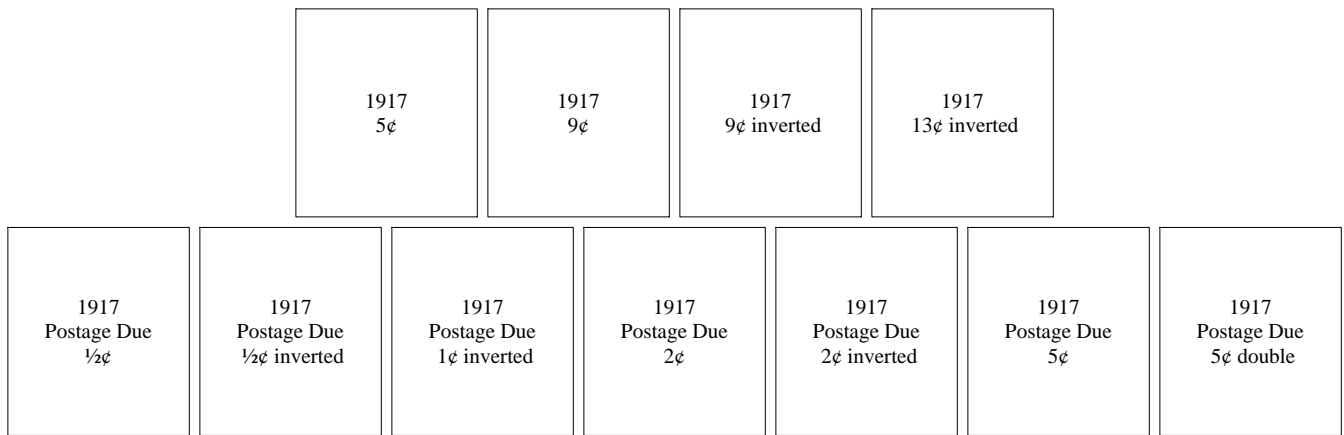 1917
5¢
1917
9¢
1917
9¢ inverted
1917
13¢ inverted
1917
Postage Due
½¢
1917
Postage Due
½¢ inverted
1917
Postage Due
1¢ inverted
1917
Postage Due
2¢
1917
Postage Due
2¢ inverted
1917
Postage Due
5¢
1917
Postage Due
5¢ double